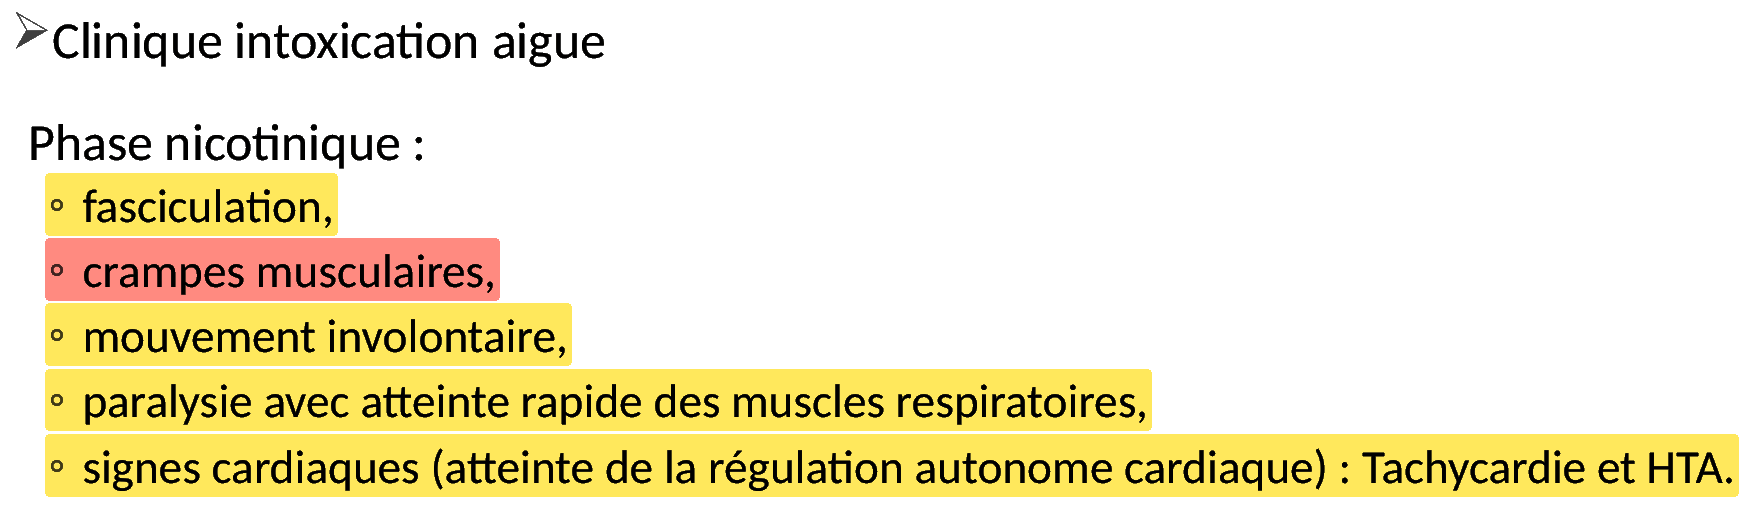 ➢Clinique intoxication aigue
Phase nicotinique :
◦ fasciculation,
◦ crampes musculaires,
◦ mouvement involontaire,
◦ paralysie avec atteinte rapide des muscles respiratoires,
◦ signes cardiaques (atteinte de la régulation autonome cardiaque) : Tachycardie et HTA.